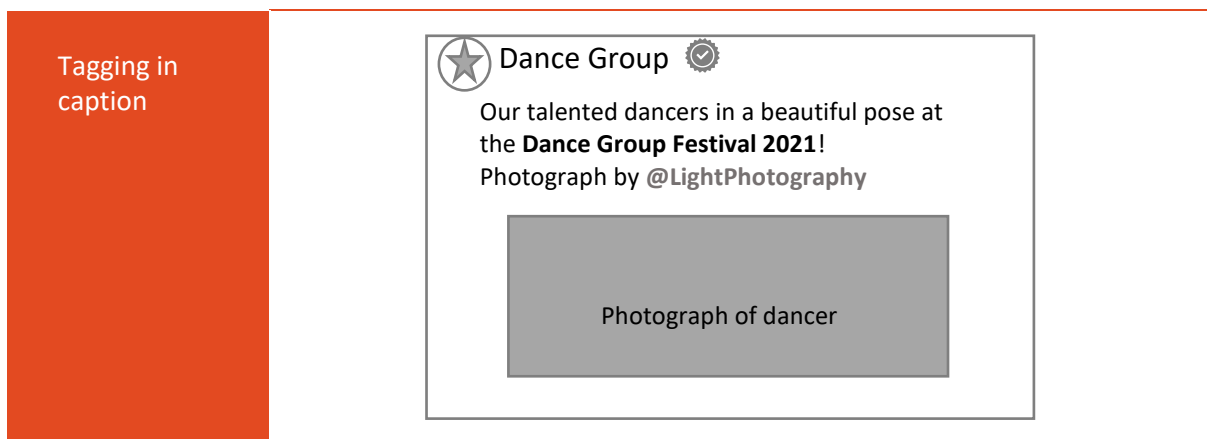 Tagging in
caption
Dance Group
Our talented dancers in a beautiful pose at
the Dance Group Festival 2021!
Photograph by @LightPhotography
Photograph of dancer